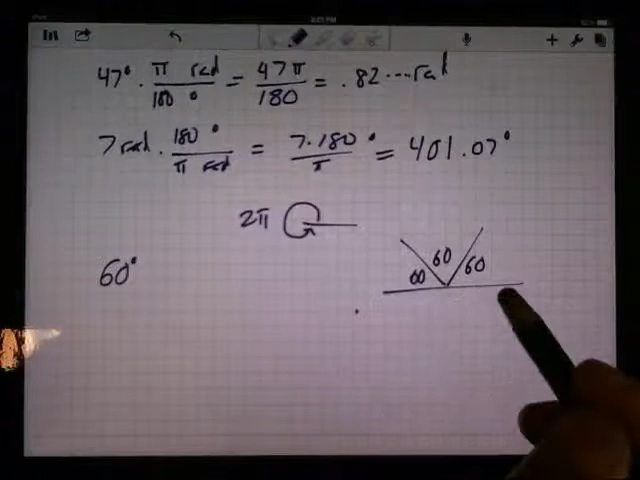 47° · π rad / 180° = 47π / 180 = .82...rad
7 rad · 180° / π rad = 7·180° / π = 401.07°
2π
60°
60 60 60